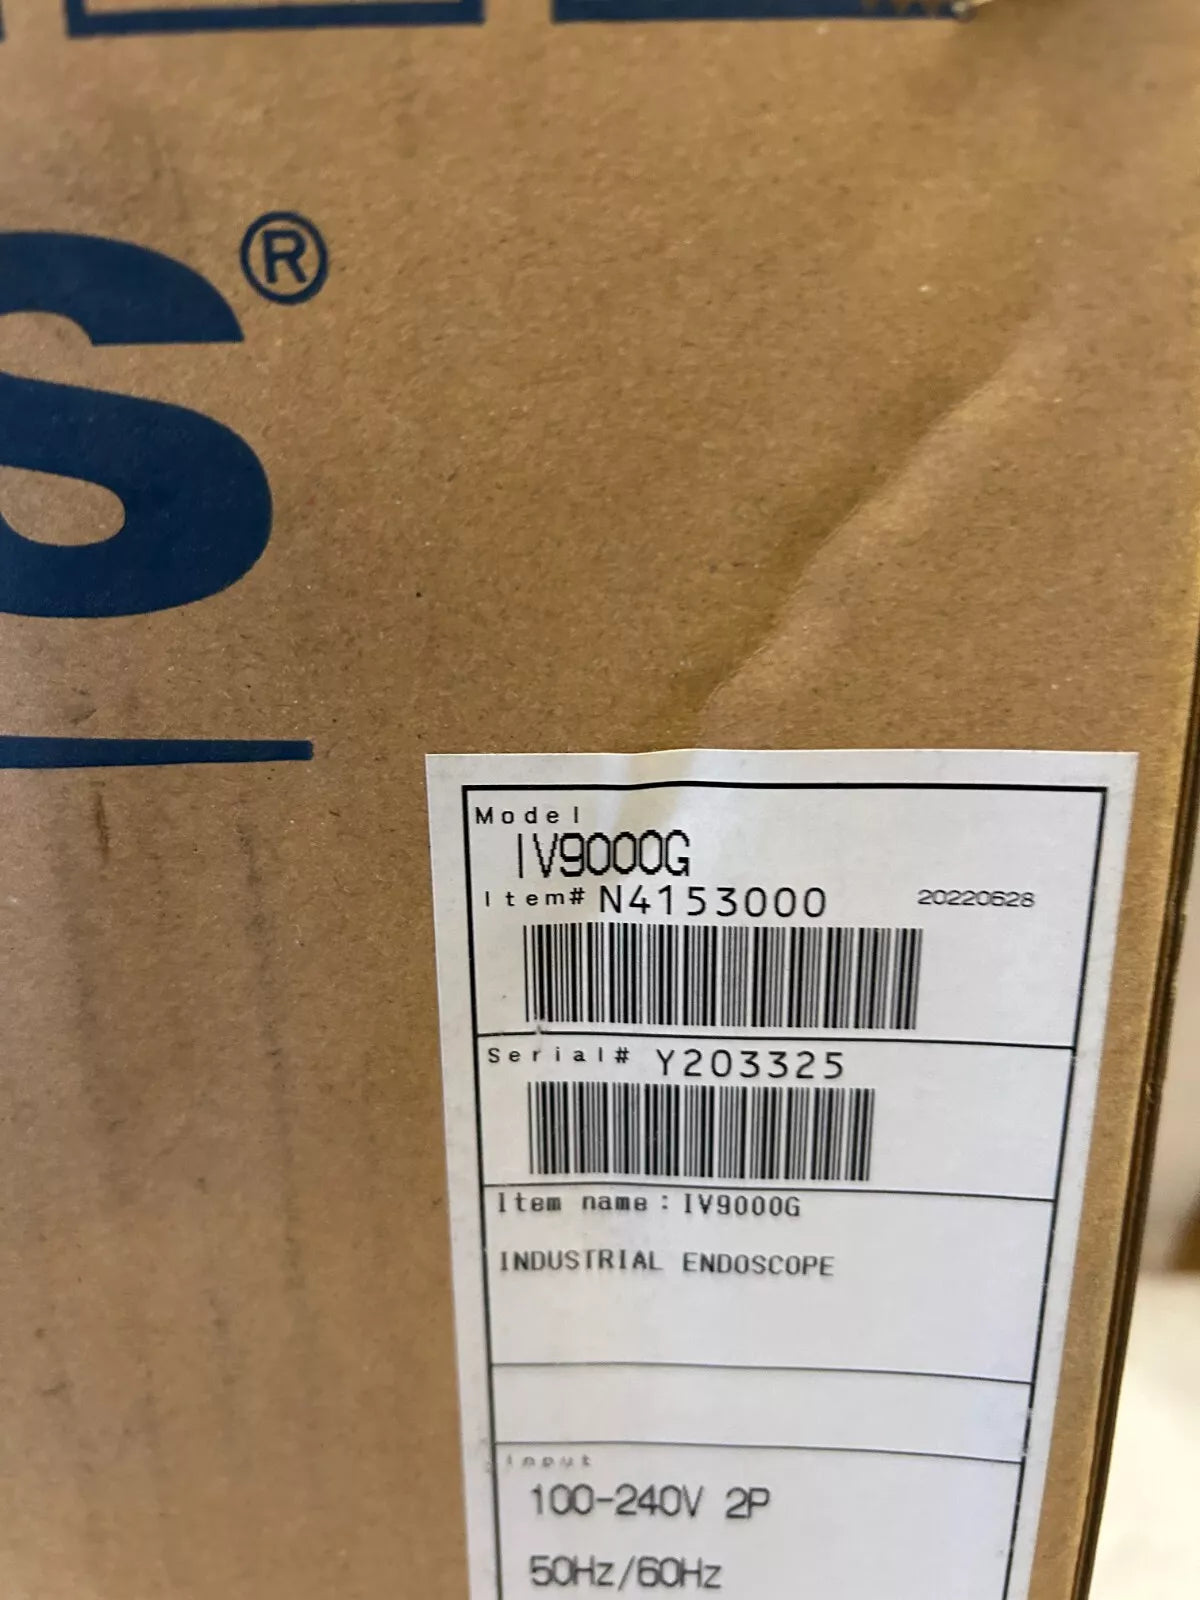 S®
Model
IV9000G
Item# N4153000 20220628
Serial# Y203325
Item name : IV9000G
INDUSTRIAL ENDOSCOPE
Input
100-240V 2P
50Hz/60Hz